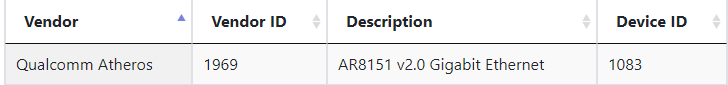 Vendor Vendor ID Description Device ID
Qualcomm Atheros 1969 AR8151 v2.0 Gigabit Ethernet 1083